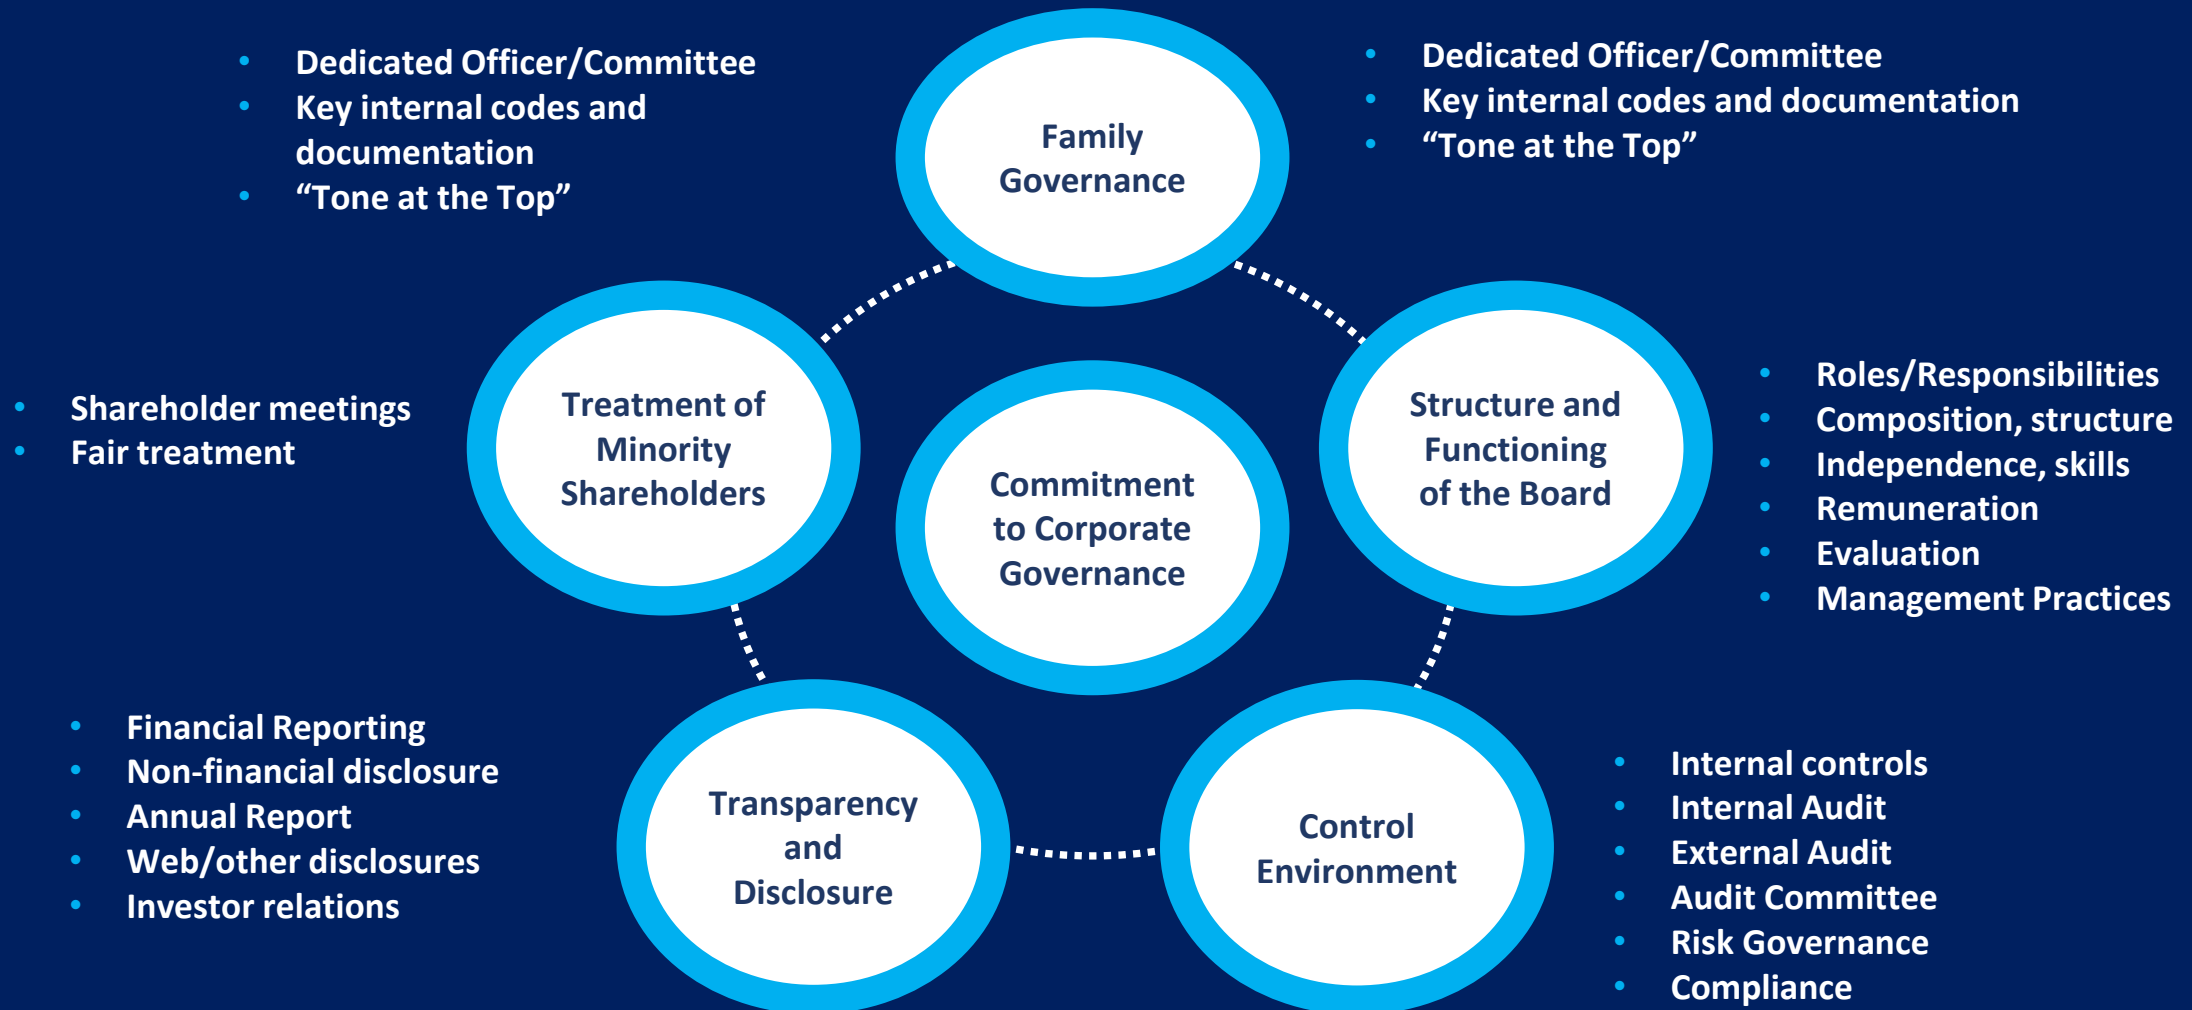 • Dedicated Officer/Committee
• Key internal codes and
documentation
• “Tone at the Top”
Family
Governance
• Dedicated Officer/Committee
• Key internal codes and documentation
• “Tone at the Top”
• Shareholder meetings
• Fair treatment
Treatment of
Minority
Shareholders
Commitment
to Corporate
Governance
Structure and
Functioning
of the Board
• Roles/Responsibilities
• Composition, structure
• Independence, skills
• Remuneration
• Evaluation
• Management Practices
• Financial Reporting
• Non-financial disclosure
• Annual Report
• Web/other disclosures
• Investor relations
Transparency
and
Disclosure
Control
Environment
• Internal controls
• Internal Audit
• External Audit
• Audit Committee
• Risk Governance
• Compliance